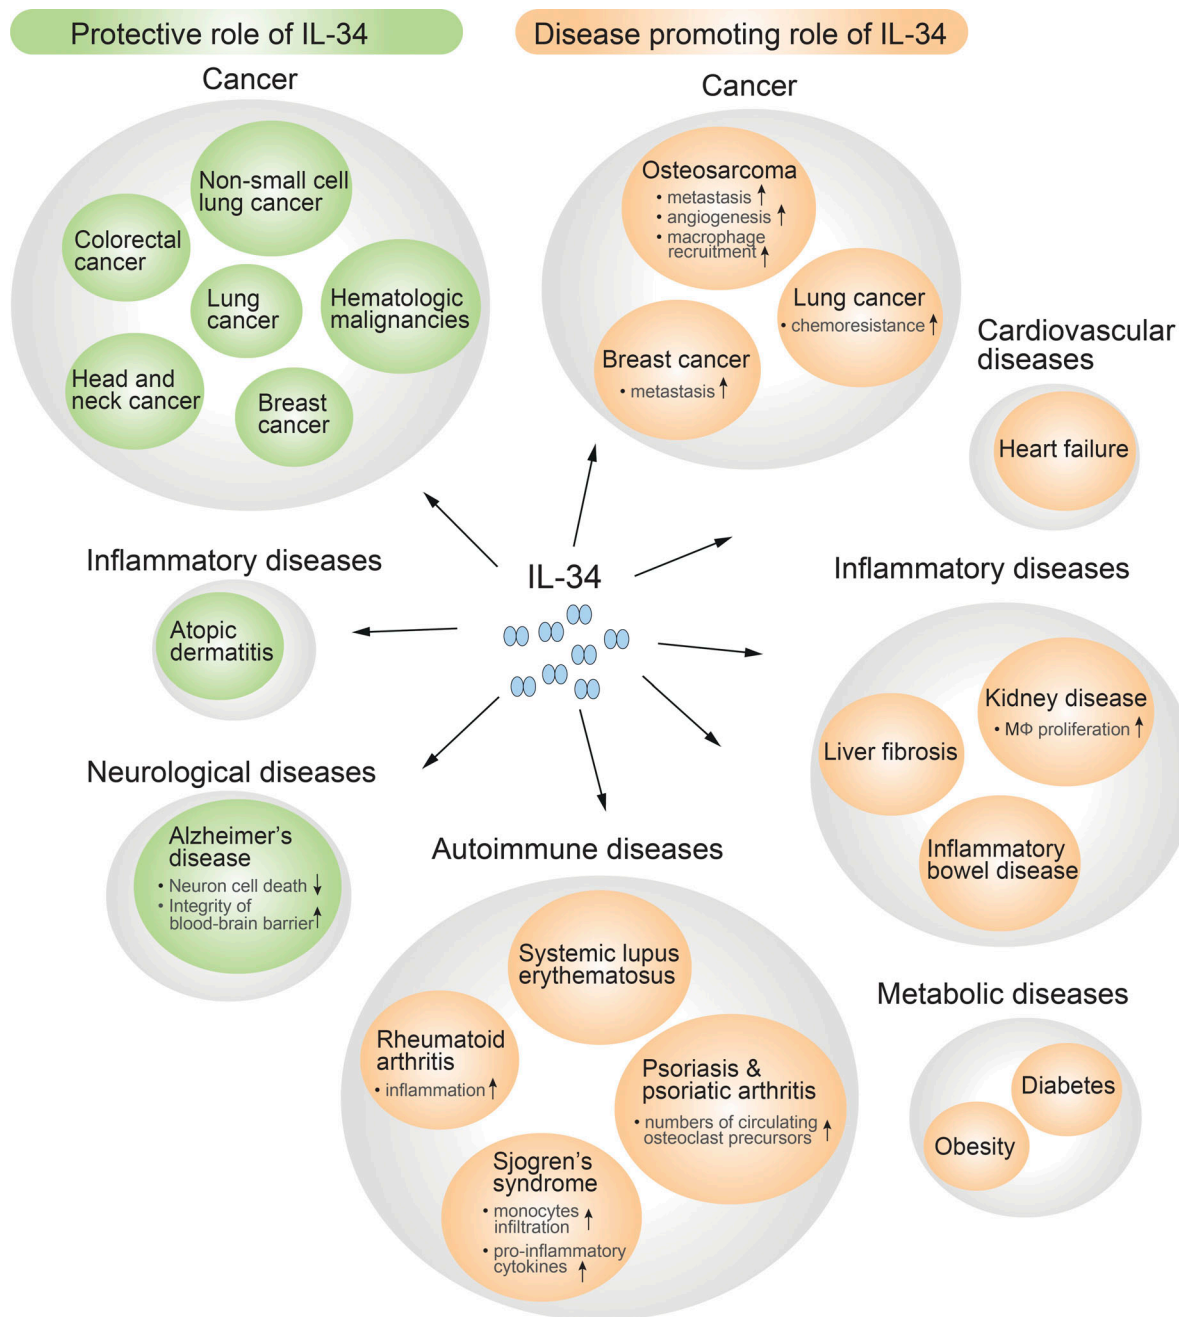 Protective role of IL-34
Cancer
Non-small cell
lung cancer
Colorectal
cancer
Lung
cancer
Hematologic
malignancies
Head and
neck cancer
Breast
cancer
Inflammatory diseases
Atopic
dermatitis
Neurological diseases
Alzheimer’s
disease
• Neuron cell death ↓
• Integrity of
blood-brain barrier ↑
IL-34
Disease promoting role of IL-34
Cancer
Osteosarcoma
• metastasis ↑
• angiogenesis ↑
• macrophage
recruitment ↑
Lung cancer
• chemoresistance ↑
Breast cancer
• metastasis ↑
Cardiovascular
diseases
Heart failure
Inflammatory diseases
Kidney disease
• MΦ proliferation ↑
Liver fibrosis
Inflammatory
bowel disease
Autoimmune diseases
Systemic lupus
erythematosus
Rheumatoid
arthritis
• inflammation ↑
Psoriasis &
psoriatic arthritis
• numbers of circulating
osteoclast precursors ↑
Sjogren’s
syndrome
• monocytes
infiltration ↑
• pro-inflammatory
cytokines ↑
Metabolic diseases
Diabetes
Obesity